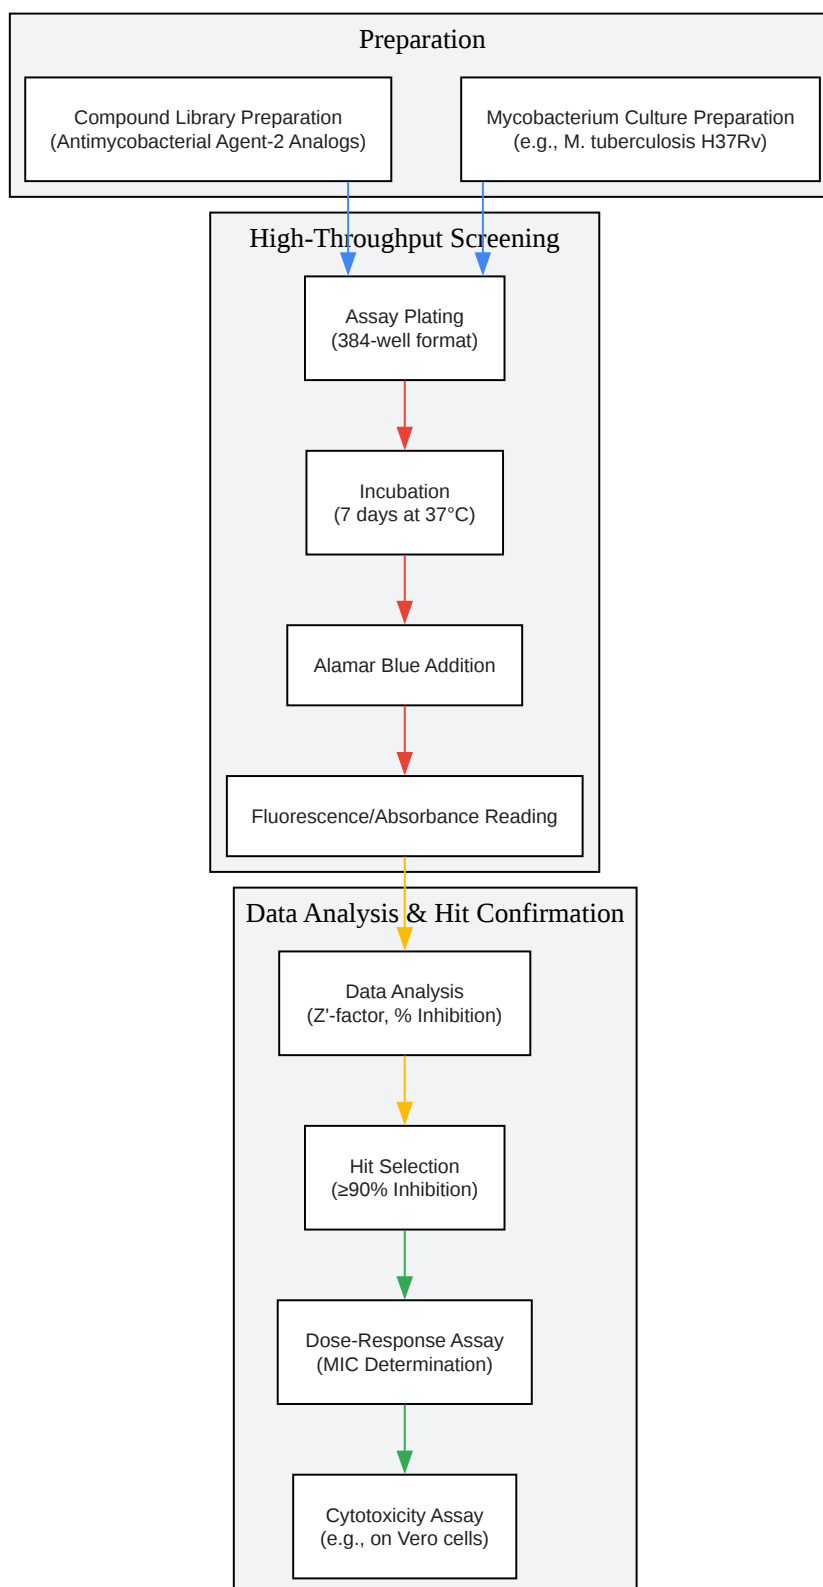 Preparation
Compound Library Preparation
(Antimycobacterial Agent-2 Analogs)
Mycobacterium Culture Preparation
(e.g., M. tuberculosis H37Rv)
High-Throughput Screening
Assay Plating
(384-well format)
Incubation
(7 days at 37°C)
Alamar Blue Addition
Fluorescence/Absorbance Reading
Data Analysis & Hit Confirmation
Data Analysis
(Z'-factor, % Inhibition)
Hit Selection
(≥90% Inhibition)
Dose-Response Assay
(MIC Determination)
Cytotoxicity Assay
(e.g., on Vero cells)